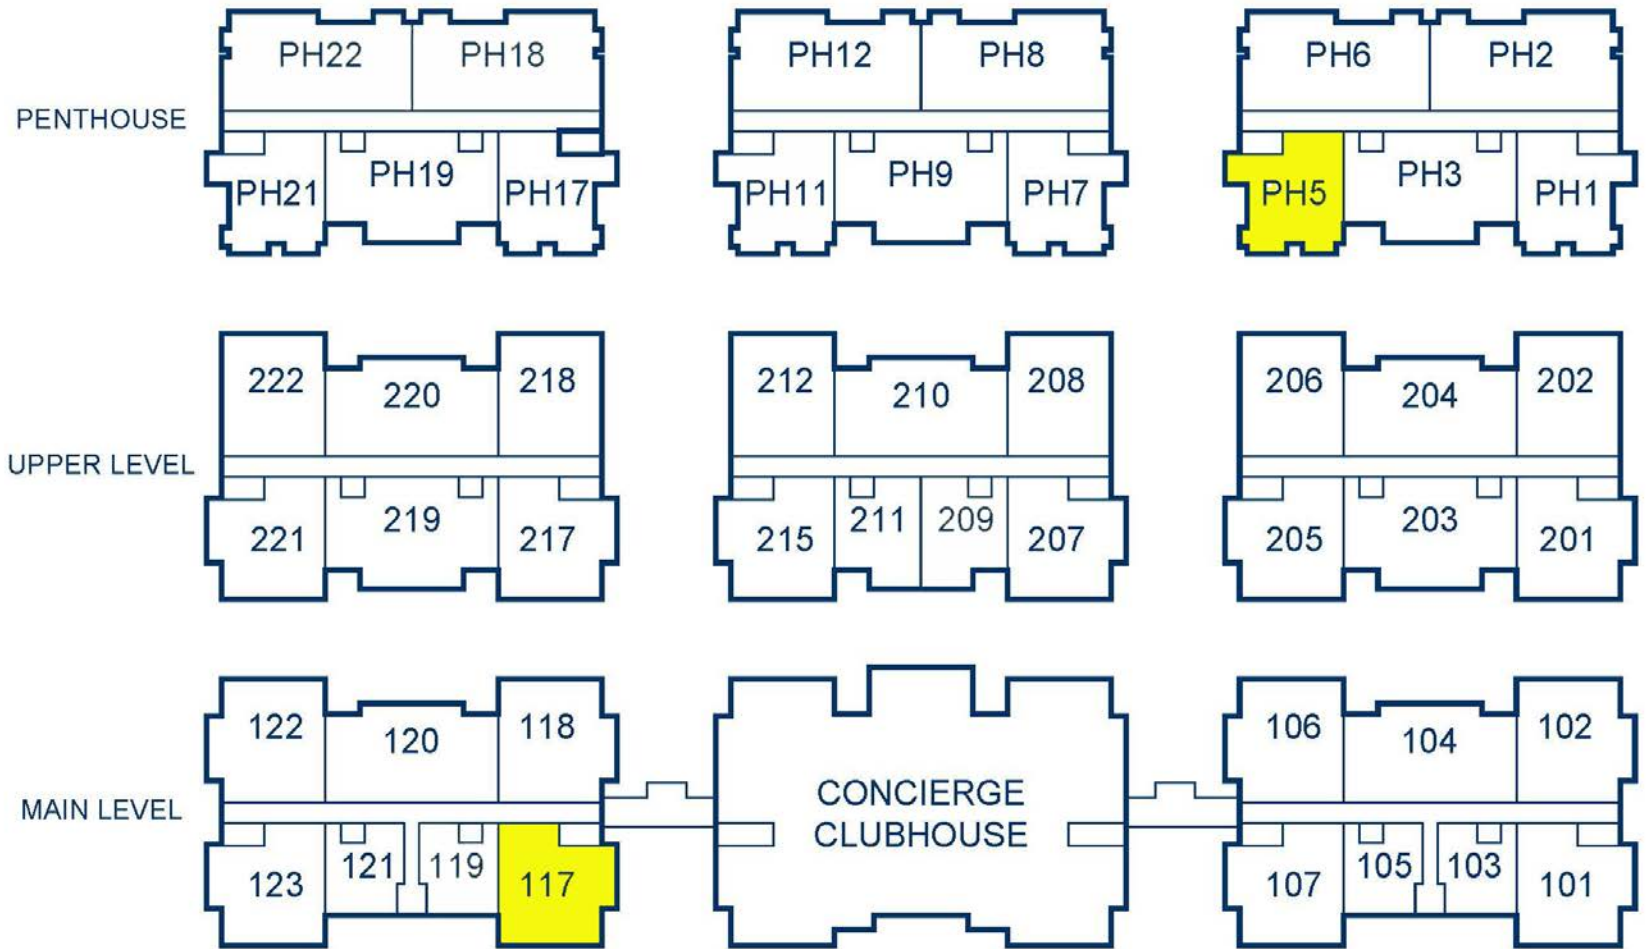 PH22 PH18 PH12 PH8 PH6 PH2
PENTHOUSE
PH21 PH19 PH17 PH11 PH9 PH7 PH5 PH3 PH1
222 220 218 212 210 208 206 204 202
UPPER LEVEL
221 219 217 215 211 209 207 205 203 201
122 120 118 106 104 102
MAIN LEVEL
CONCIERGE
CLUBHOUSE
123 121 119 117 107 105 103 101